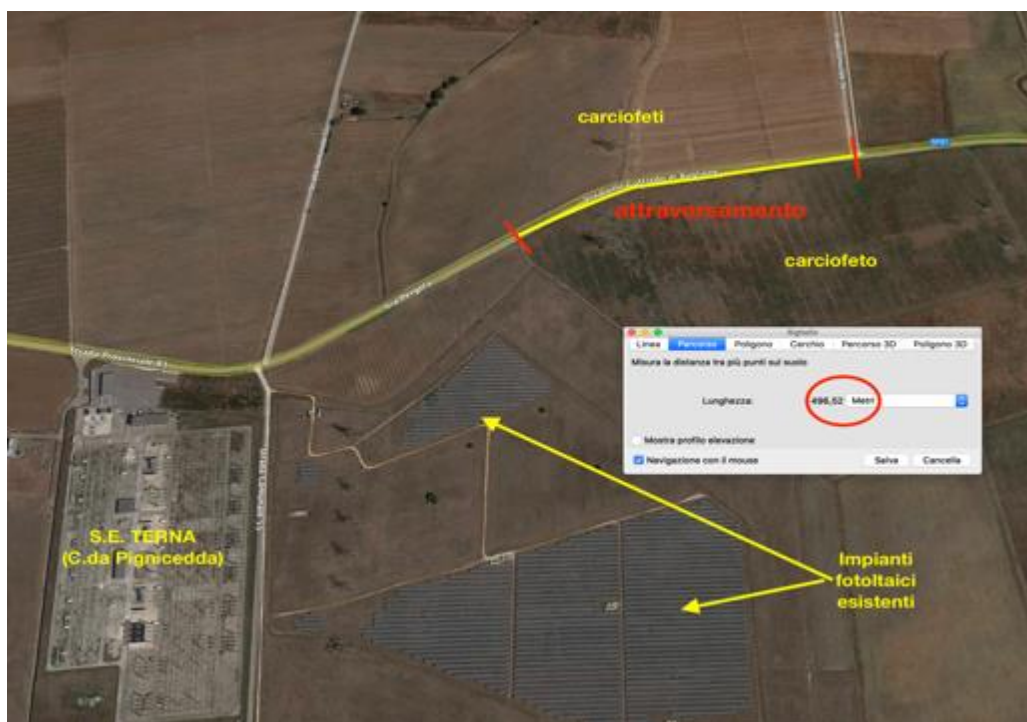 carciofeti
attraversamento
carciofeto
Righello
Linea Percorso Poligono Cerchio Percorso 3D Poligono 3D
Misura la distanza tra più punti sul suolo
Lunghezza: 496,52 Metri
Mostra profilo elevazione
Navigazione con il mouse
Salva Cancella
S.E. TERNA
(C.da Pignicedda)
Impianti
fotoltaici
esistenti